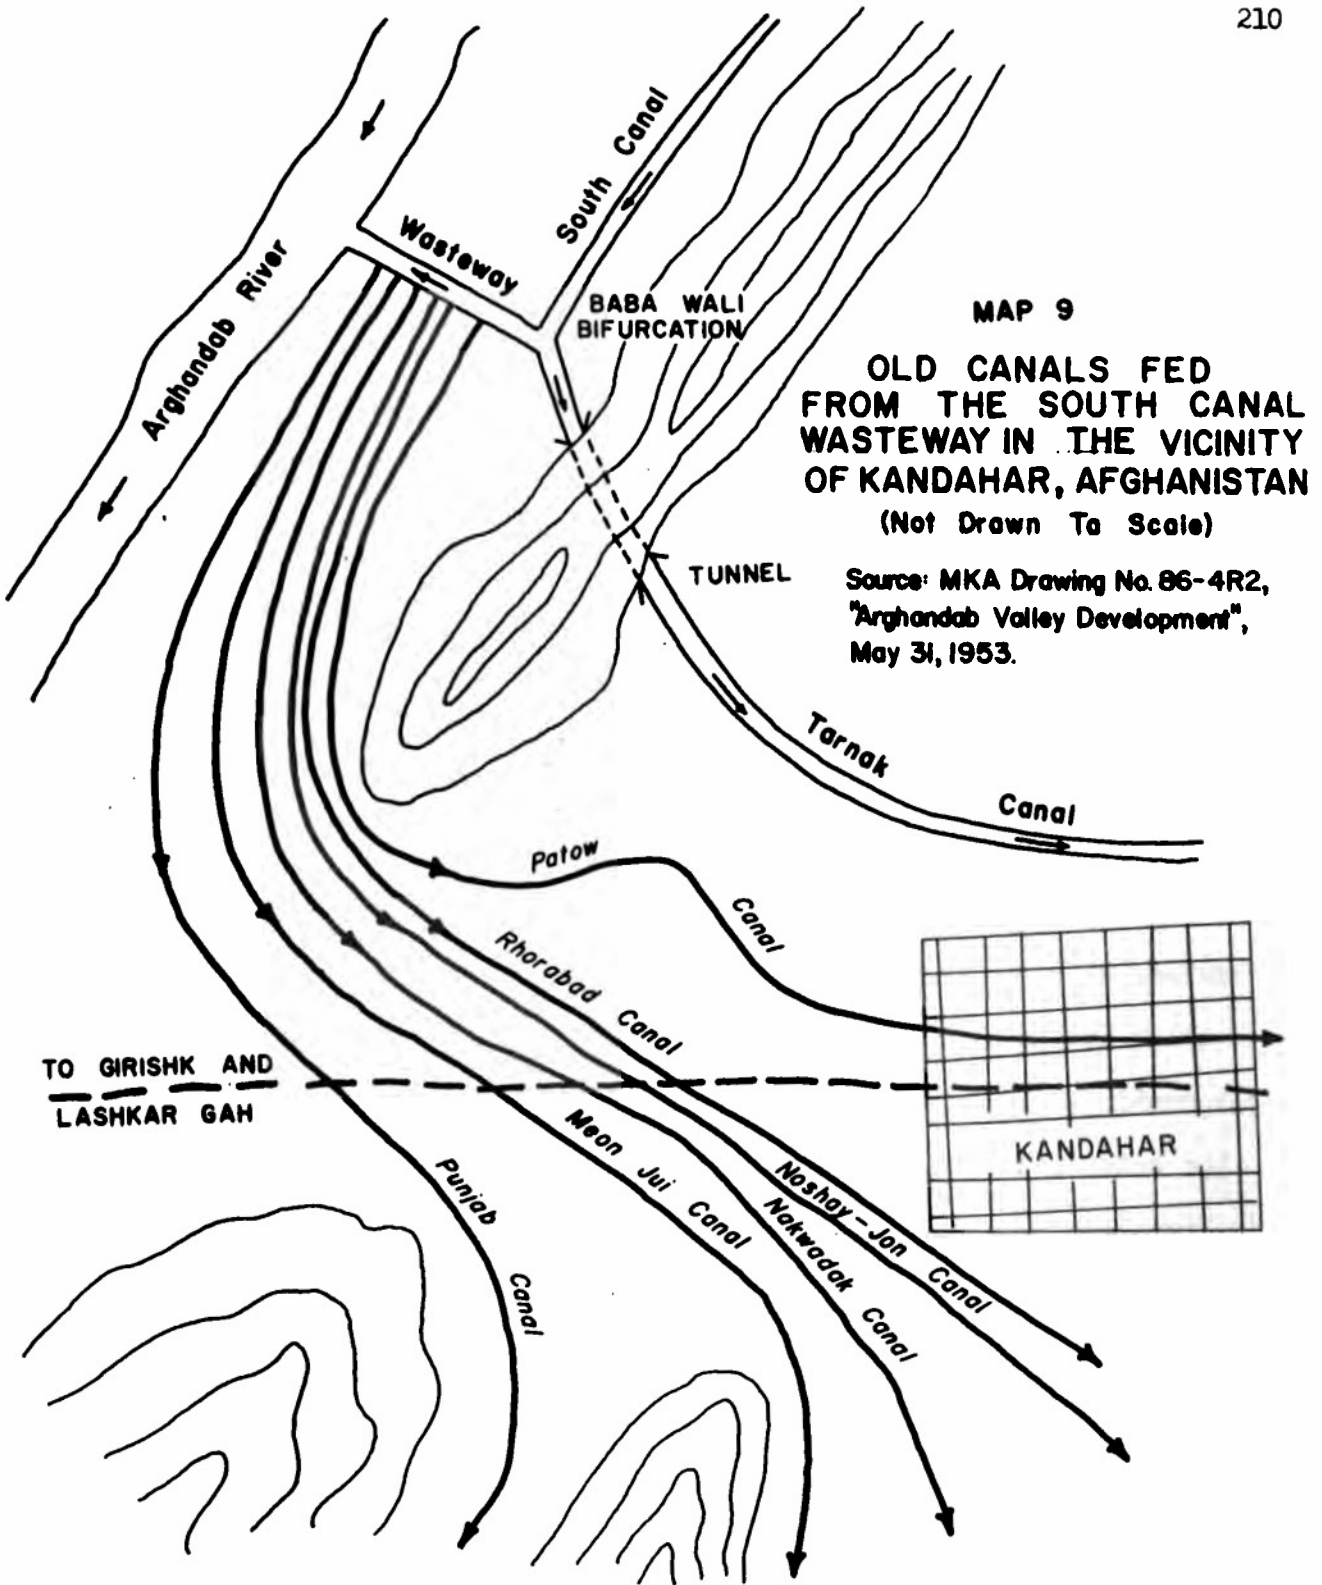 210
South Canal
Wasteway
Arghandab River
BABA WALI
BIFURCATION
MAP 9
OLD CANALS FED
FROM THE SOUTH CANAL
WASTEWAY IN THE VICINITY
OF KANDAHAR, AFGHANISTAN
(Not Drawn To Scale)
TUNNEL
Source: MKA Drawing No. 86-4R2,
"Arghandab Valley Development",
May 31, 1953.
Tarnak Canal
Patow Canal
Rhorabad Canal
TO GIRISHK AND
LASHKAR GAH
KANDAHAR
Meon Jui Canal
Punjab Canal
Noshay-Jon Canal
Nakwadak Canal